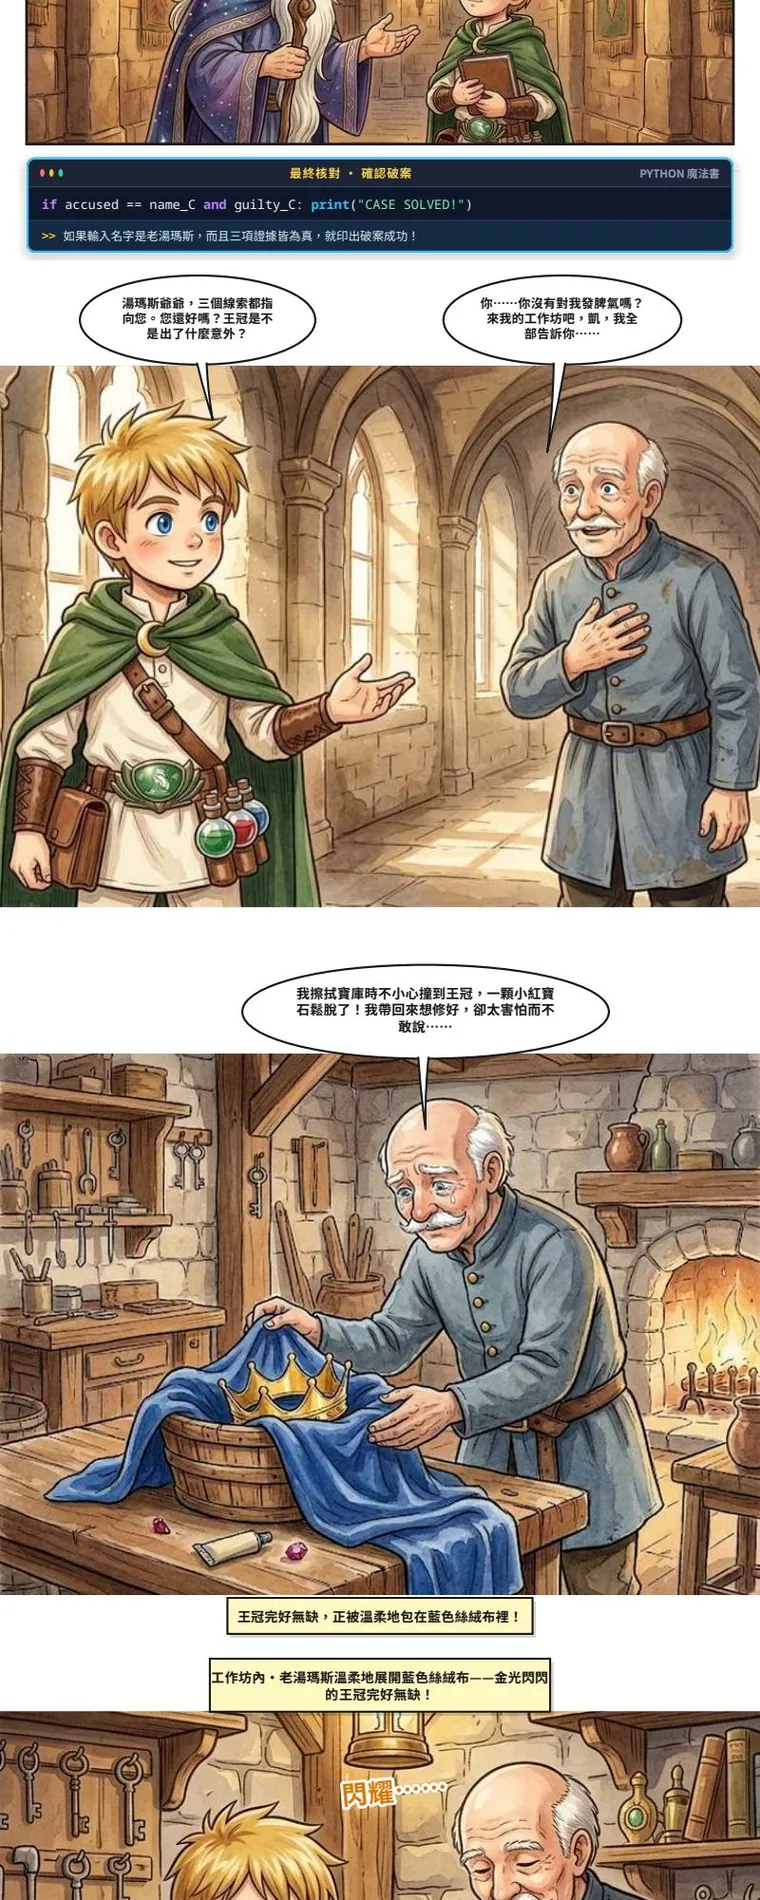 最終核對 · 確認破案
PYTHON 魔法書
if accused == name_C and guilty_C: print("CASE SOLVED!")
>> 如果輸入名字是老湯瑪斯，而且三項證據皆為真，就印出破案成功！
湯瑪斯爺爺，三個線索都指
向您。您還好嗎？王冠是不
是出了什麼意外？
你⋯⋯你沒有對我發脾氣嗎？
來我的工作坊吧，凱，我全
部告訴你⋯⋯
我擦拭寶庫時不小心撞到王冠，一顆小紅寶
石鬆脫了！我帶回來想修好，卻太害怕而不
敢說⋯⋯
王冠完好無缺，正被溫柔地包在藍色絲絨布裡！
工作坊內·老湯瑪斯溫柔地展開藍色絲絨布——金光閃閃
的王冠完好無缺！
閃耀⋯⋯